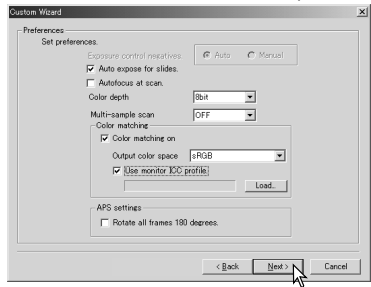 Custom Wizard
Preferences
Set preferences.
Exposure control negatives.
Auto
Manual
Auto expose for slides.
Autofocus at scan.
Color depth
8bit
Multi-sample scan
OFF
Color matching
Color matching on
Output color space
sRGB
Use monitor ICC profile.
Load...
APS settings
Rotate all frames 180 degrees.
< Back
Next >
Cancel